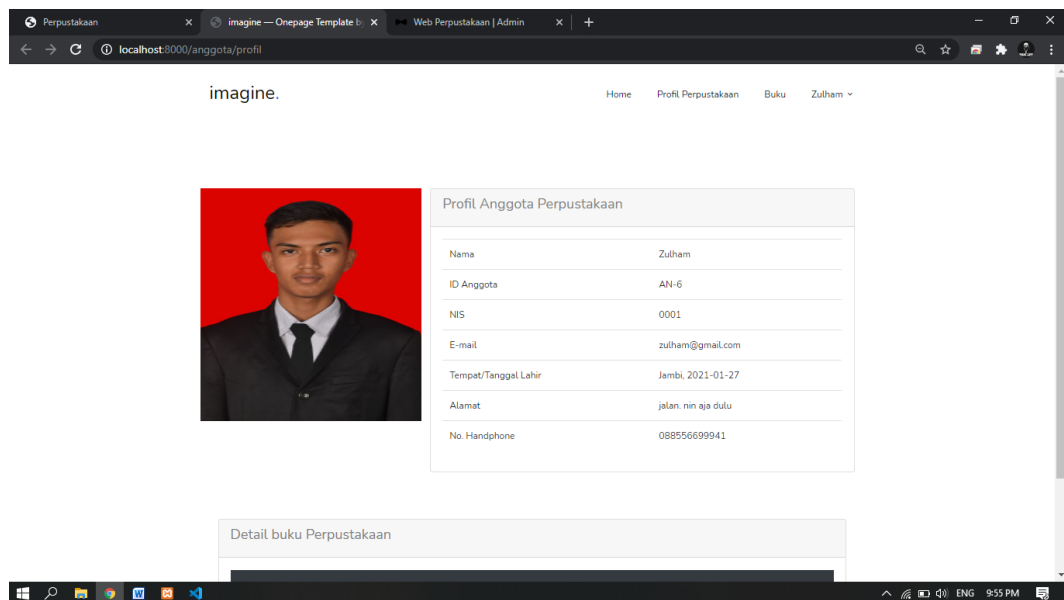 Perpustakaan
imagine — Onepage Template b
Web Perpustakaan | Admin
localhost:8000/anggota/profil
imagine.
Home Profil Perpustakaan Buku Zulham
Profil Anggota Perpustakaan
Nama Zulham
ID Anggota AN-6
NIS 0001
E-mail zulham@gmail.com
Tempat/Tanggal Lahir Jambi, 2021-01-27
Alamat jalan. nin aja dulu
No. Handphone 088556699941
Detail buku Perpustakaan
ENG 9:55 PM